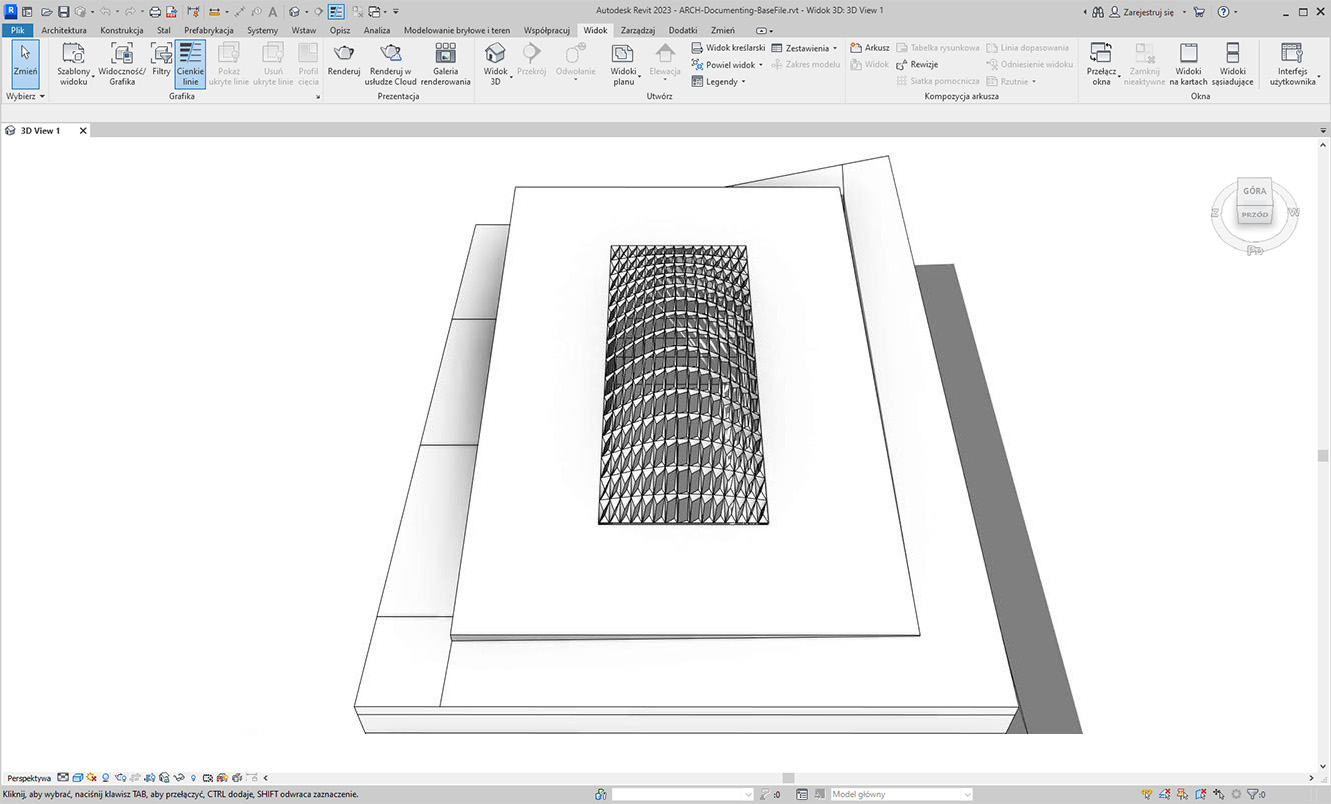 Autodesk Revit 2023 - ARCH-Documenting-BaseFile.rvt - Widok 3D: 3D View 1
Zarejestruj się
Plik Architektura Konstrukcja Stal Prefabrykacja Systemy Wstaw Opisz Analiza Modelowanie bryłowe i teren Współpracuj Widok Zarządzaj Dodatki Zmień
Zmień
Szablony widoku
Widoczność/ Grafika
Filtry
Cienkie linie
Pokaż ukryte linie
Usuń ukryte linie
Profil cięcia
Renderuj
Renderuj w usłudze Cloud
Galeria renderowania
Widok 3D
Przekrój
Odwołanie
Widoki planu
Elewacja
Widok kreślarski
Powiel widok
Legendy
Zestawienia
Zakres modelu
Arkusz
Widok
Tabelka rysunkowa
Rewizje
Siatka pomocnicza
Linia dopasowania
Odniesienie widoku
Rzutnie
Przełącz okna
Zamknij nieaktywne
Widoki na kartach
Widoki sąsiadujące
Interfejs użytkownika
Wybierz Grafika Prezentacja Utwórz Kompozycja arkusza Okna
3D View 1
GÓRA
PRZÓD
Z
W
Pd
Perspektywa
Kliknij, aby wybrać, naciśnij klawisz TAB, aby przełączyć, CTRL dodaje, SHIFT odwraca zaznaczenie.
:0
Model główny
:0